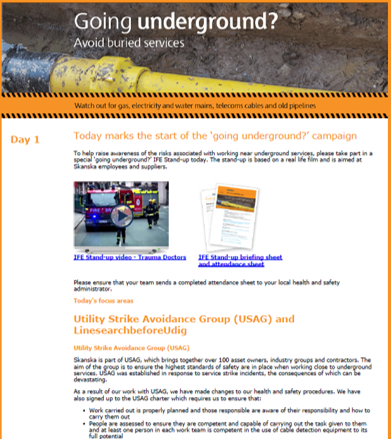 Going underground?
Avoid buried services
Watch out for gas, electricity and water mains, telecoms cables and old pipelines
Day 1
Today marks the start of the 'going underground?' campaign
To help raise awareness of the risks associated with working near underground services, please take part in a
special 'going underground?' IFE Stand-up today. The stand-up is based on a real life film and is aimed at
Skanska employees and suppliers.
IFE Stand-up video - Trauma Doctors
IFE Stand-up briefing sheet
and attendance sheet
Please ensure that your team sends a completed attendance sheet to your local health and safety
administrator.
Today's focus areas
Utility Strike Avoidance Group (USAG) and
LinesearchbeforeUdig
Utility Strike Avoidance Group (USAG)
Skanska is part of USAG, which brings together over 100 asset owners, industry groups and contractors. The
aim of the group is to ensure the highest standards of safety are in place when working close to underground
services. USAG was established in response to service strike incidents, the consequences of which can be
devastating.
As a result of our work with USAG, we have made changes to our health and safety procedures. We have
also signed up to the USAG charter which requires us to ensure that:
• Work carried out is properly planned and those responsible are aware of their responsibility and how to
carry them out
• People are assessed to ensure they are competent and capable of carrying out the task given to them
and at least one person in each work team is competent in the use of cable detection equipment to its
full potential